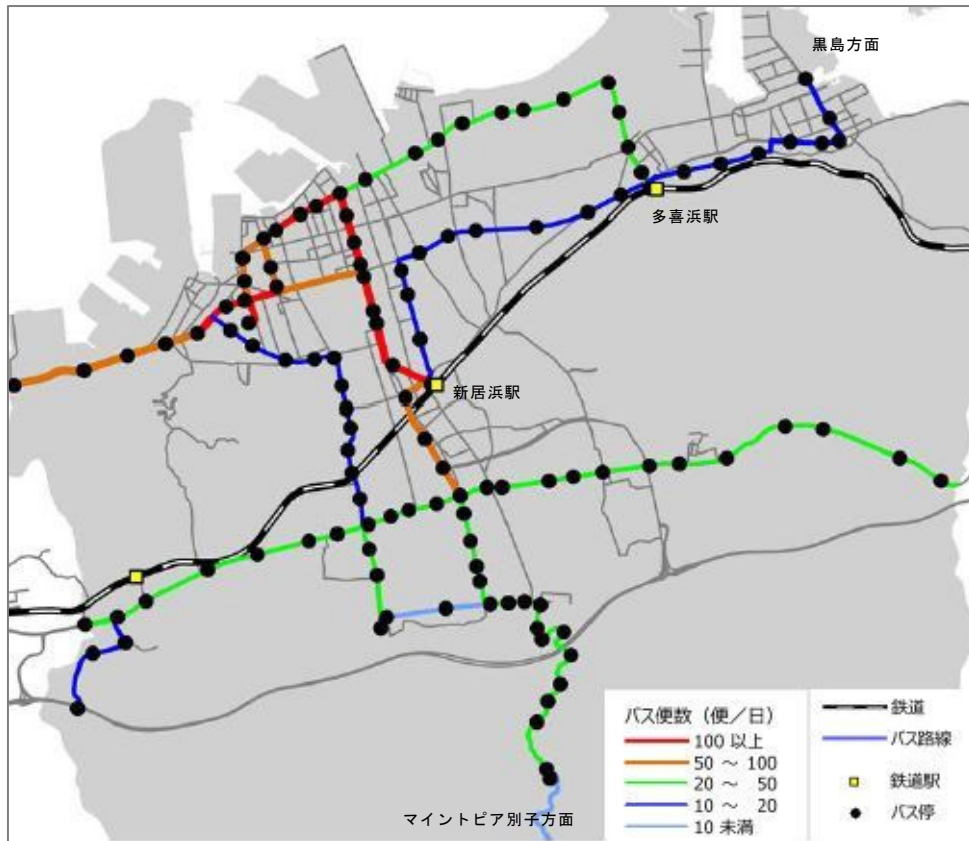 黒島方面
多喜浜駅
新居浜駅
マイントピア別子方面
バス便数（便／日）
100 以上
50 ～ 100
20 ～ 50
10 ～ 20
10 未満
鉄道
バス路線
鉄道駅
バス停